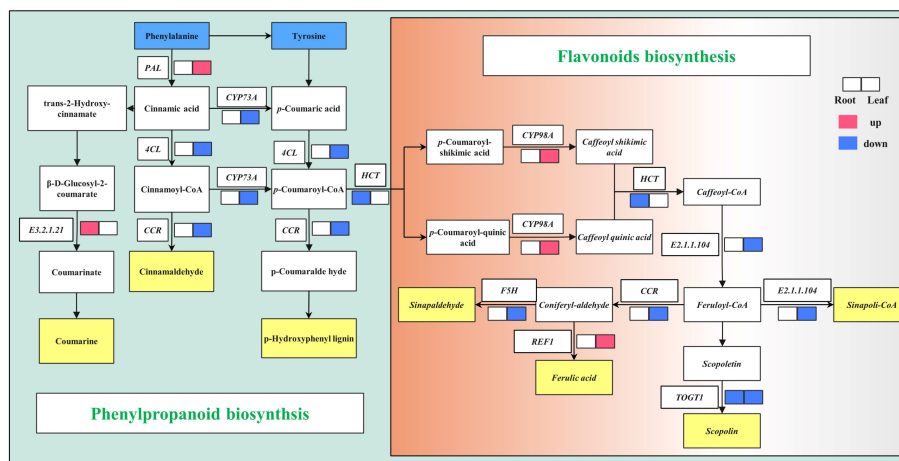 Phenylalanine
Tyrosine
Flavonoids biosynthesis
PAL
Root Leaf
up
down
trans-2-Hydroxy-
cinnamate
Cinnamic acid
CYP73A
p-Coumaric acid
4CL
4CL
β-D-Glucosyl-2-
coumarate
Cinnamoyl-CoA
CYP73A
p-Coumaroyl-CoA
HCT
p-Coumaroyl-
shikimic acid
CYP98A
Caffeoyl shikimic
acid
HCT
Caffeoyl-CoA
p-Coumaroyl-quinic
acid
CYP98A
Caffeoyl quinic acid
E3.2.1.21
CCR
CCR
E2.1.1.104
Coumarinate
Cinnamaldehyde
p-Coumaralde hyde
Sinapaldehyde
F5H
Coniferyl-aldehyde
CCR
Feruloyl-CoA
E2.1.1.104
Sinapoli-CoA
Coumarine
p-Hydroxyphenyl lignin
REF1
Ferulic acid
Scopoletin
TOGT1
Scopolin
Phenylpropanoid biosynthsis